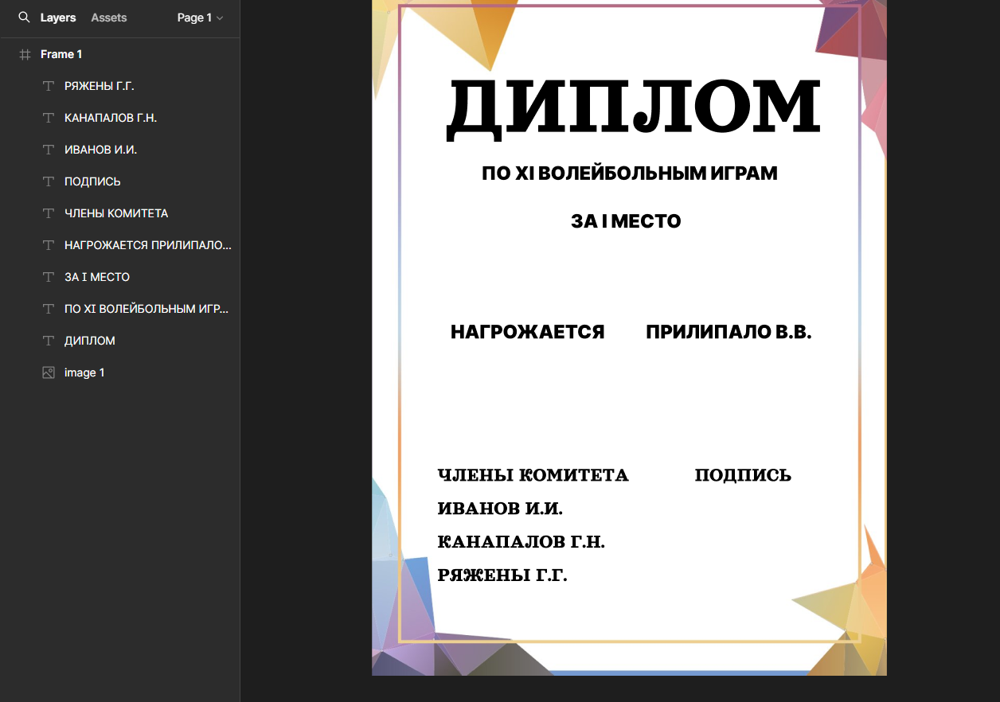 Layers Assets Page 1
Frame 1
РЯЖЕНЫ Г.Г.
КАНАПАЛОВ Г.Н.
ИВАНОВ И.И.
ПОДПИСЬ
ЧЛЕНЫ КОМИТЕТА
НАГРОЖАЕТСЯ ПРИЛИПАЛО...
ЗА I МЕСТО
ПО XI ВОЛЕЙБОЛЬНЫМ ИГР...
ДИПЛОМ
image 1
ДИПЛОМ
ПО XI ВОЛЕЙБОЛЬНЫМ ИГРАМ
ЗА I МЕСТО
НАГРОЖАЕТСЯ ПРИЛИПАЛО В.В.
ЧЛЕНЫ КОМИТЕТА ПОДПИСЬ
ИВАНОВ И.И.
КАНАПАЛОВ Г.Н.
РЯЖЕНЫ Г.Г.